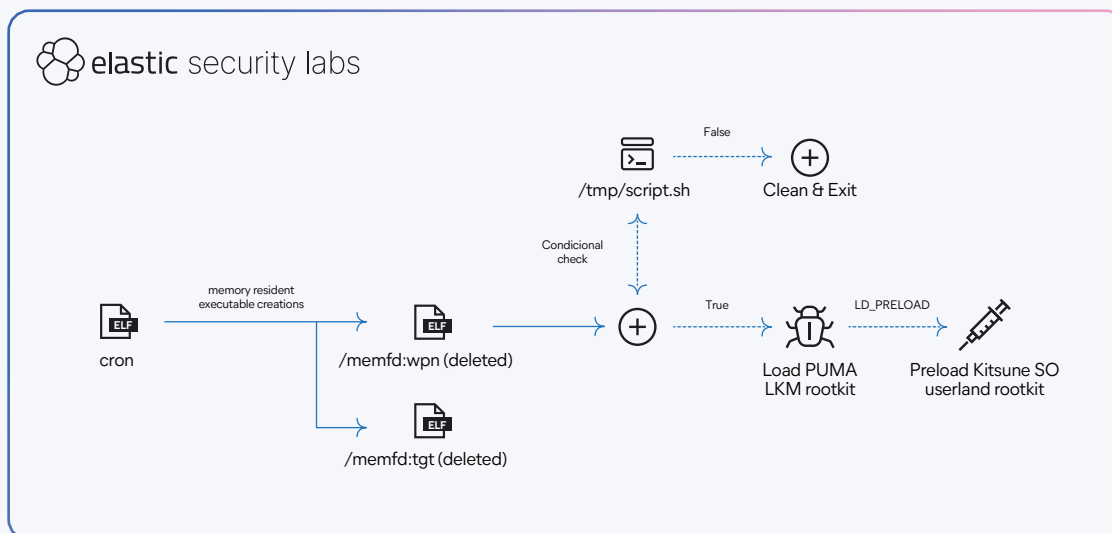 elastic security labs
False
/tmp/script.sh
Clean & Exit
Condicional
check
memory resident
executable creations
True
LD_PRELOAD
ELF
ELF
cron
/memfd:wpn (deleted)
Load PUMA
LKM rootkit
Preload Kitsune SO
userland rootkit
ELF
/memfd:tgt (deleted)